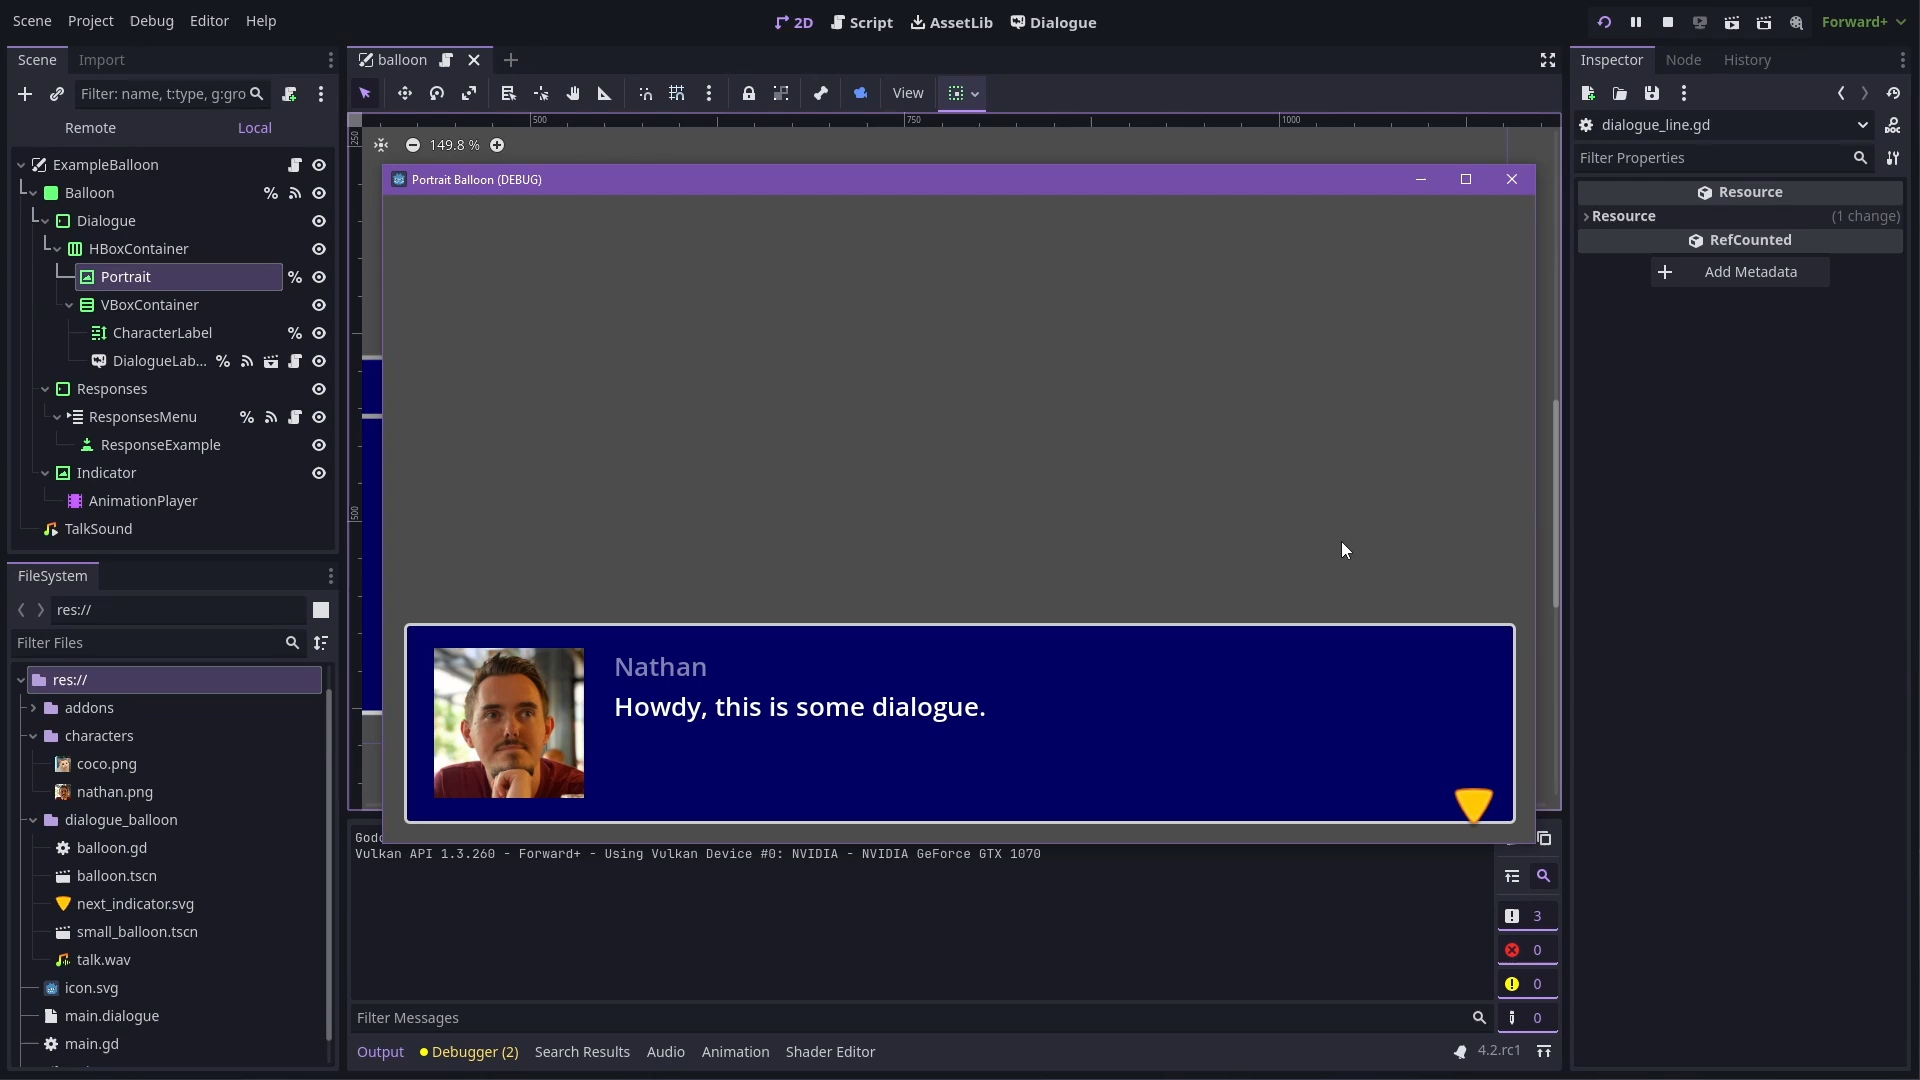 Scene Project Debug Editor Help
2D Script AssetLib Dialogue
Forward+
Scene Import
balloon
Inspector Node History
Filter: name, t:type, g:gro
View
dialogue_line.gd
Remote Local
500 750 1000
250
149.8 %
Filter Properties
ExampleBalloon
Balloon
Dialogue
HBoxContainer
Portrait
VBoxContainer
CharacterLabel
DialogueLab...
Responses
ResponsesMenu
ResponseExample
Indicator
AnimationPlayer
TalkSound
% % % % %
Portrait Balloon (DEBUG)
Resource
Resource (1 change)
RefCounted
Add Metadata
500
FileSystem
res://
Filter Files
res://
addons
characters
coco.png
nathan.png
dialogue_balloon
balloon.gd
balloon.tscn
next_indicator.svg
small_balloon.tscn
talk.wav
icon.svg
main.dialogue
main.gd
Nathan
Howdy, this is some dialogue.
Vulkan API 1.3.260 - Forward+ - Using Vulkan Device #0: NVIDIA - NVIDIA GeForce GTX 1070
3
0
0
0
Filter Messages
Output Debugger (2) Search Results Audio Animation Shader Editor
4.2.rc1